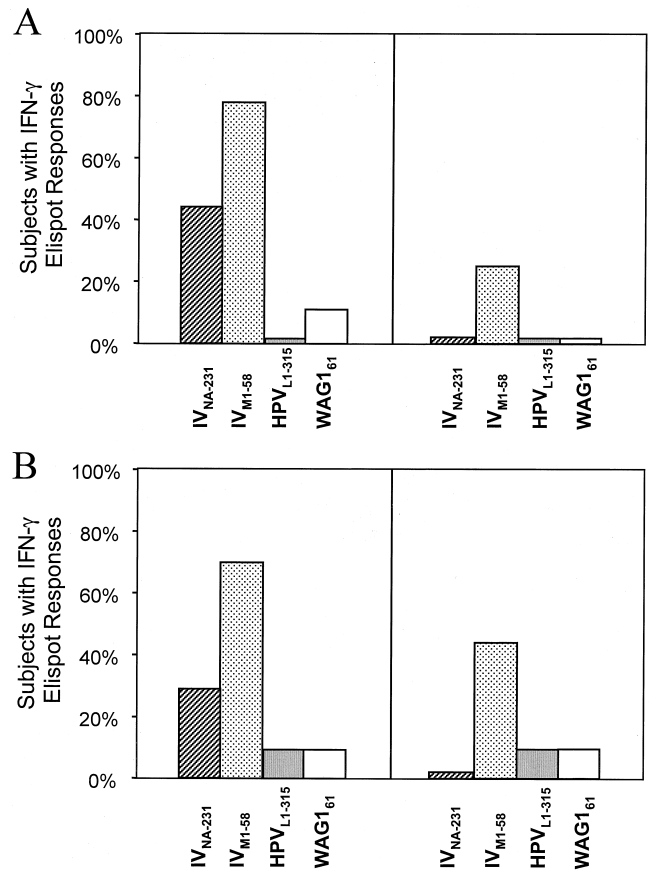 A
Subjects with IFN-γ
Elispot Responses
100%
80%
60%
40%
20%
0%
IVNA-231
IVM1-58
HPVL1-315
WAG161
IVNA-231
IVM1-58
HPVL1-315
WAG161
B
Subjects with IFN-γ
Elispot Responses
100%
80%
60%
40%
20%
0%
IVNA-231
IVM1-58
HPVL1-315
WAG161
IVNA-231
IVM1-58
HPVL1-315
WAG161